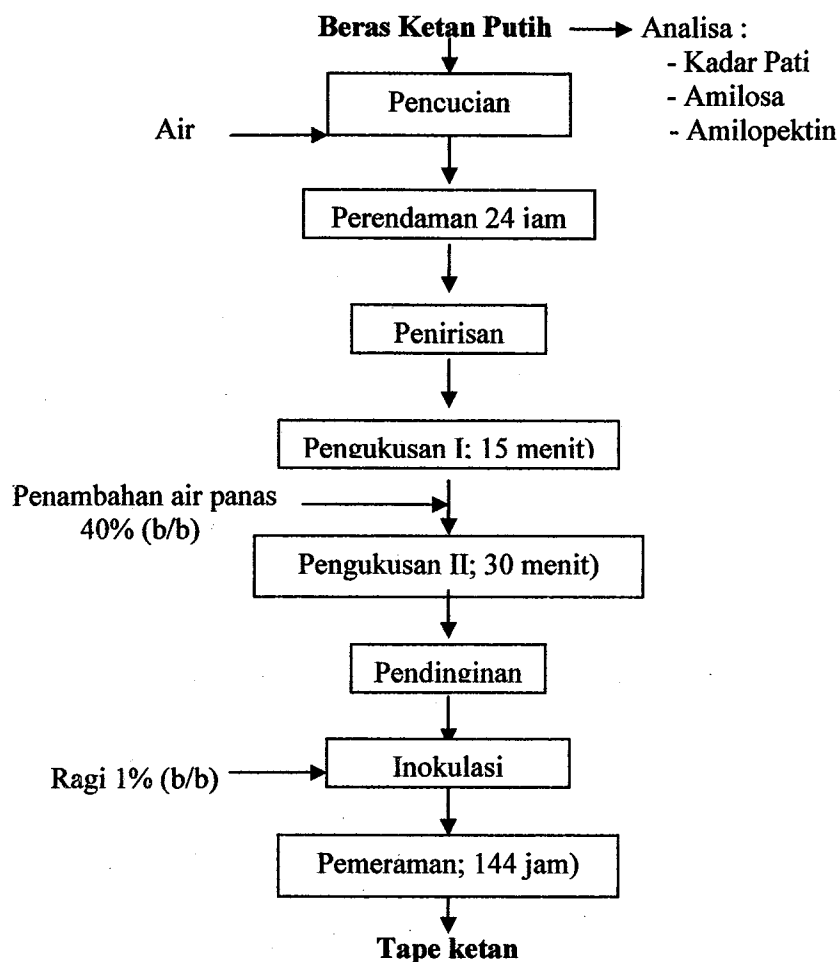 Beras Ketan Putih
Analisa :
- Kadar Pati
- Amilosa
- Amilopektin
Pencucian
Air
Perendaman 24 jam
Penirisan
Pengukusan I; 15 menit)
Penambahan air panas
40% (b/b)
Pengukusan II; 30 menit)
Pendinginan
Ragi 1% (b/b)
Inokulasi
Pemeraman; 144 jam)
Tape ketan